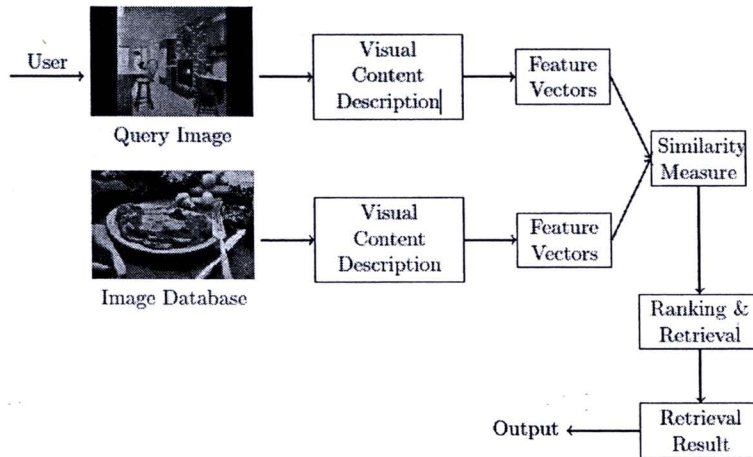 User
Query Image
Visual
Content
Description
Feature
Vectors
Similarity
Measure
Image Database
Visual
Content
Description
Feature
Vectors
Ranking &
Retrieval
Retrieval
Result
Output